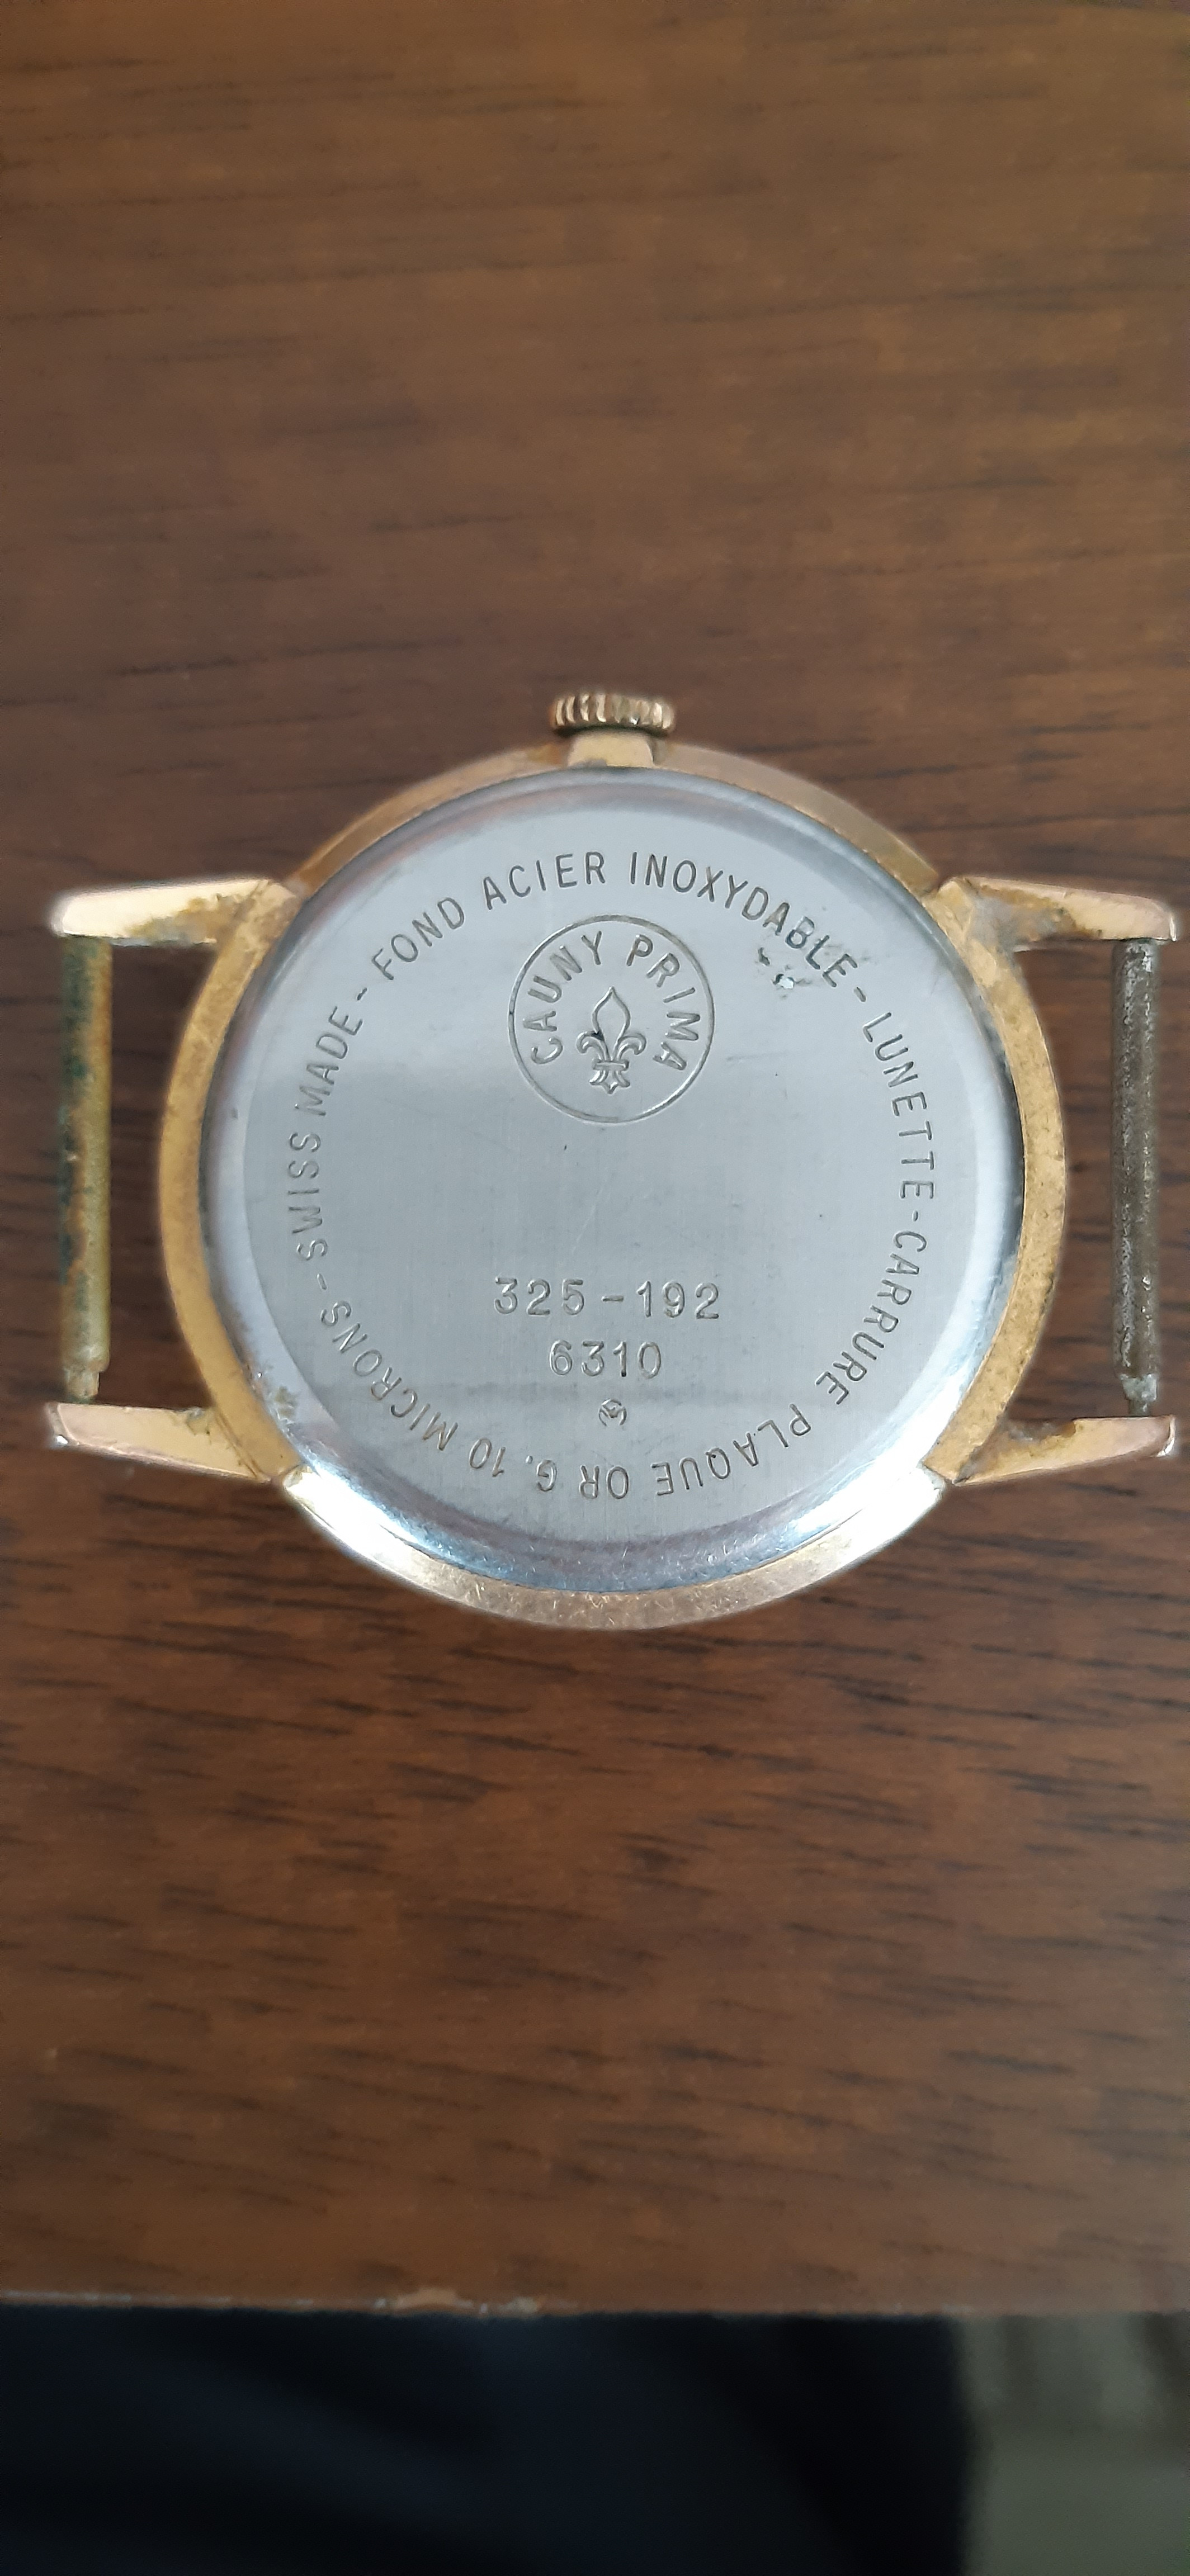 SWISS MADE - FOND ACIER INOXYDABLE - LUNETTE - CARRURE PLAQUE OR G. 10 MICRONS -
CAUNY PRIMA
325-192
6310